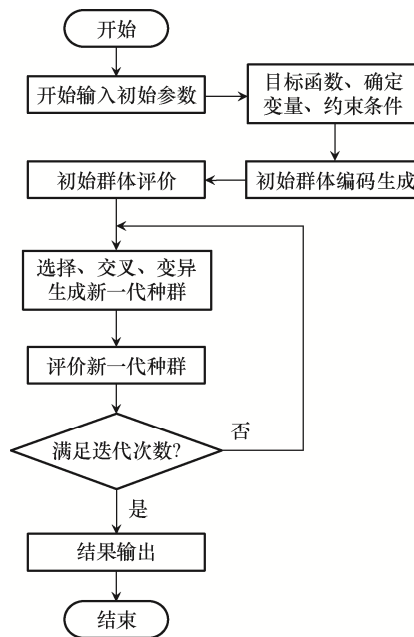 开始
开始输入初始参数
目标函数、确定
变量、约束条件
初始群体编码生成
初始群体评价
选择、交叉、变异
生成新一代种群
评价新一代种群
满足迭代次数?
否
是
结果输出
结束